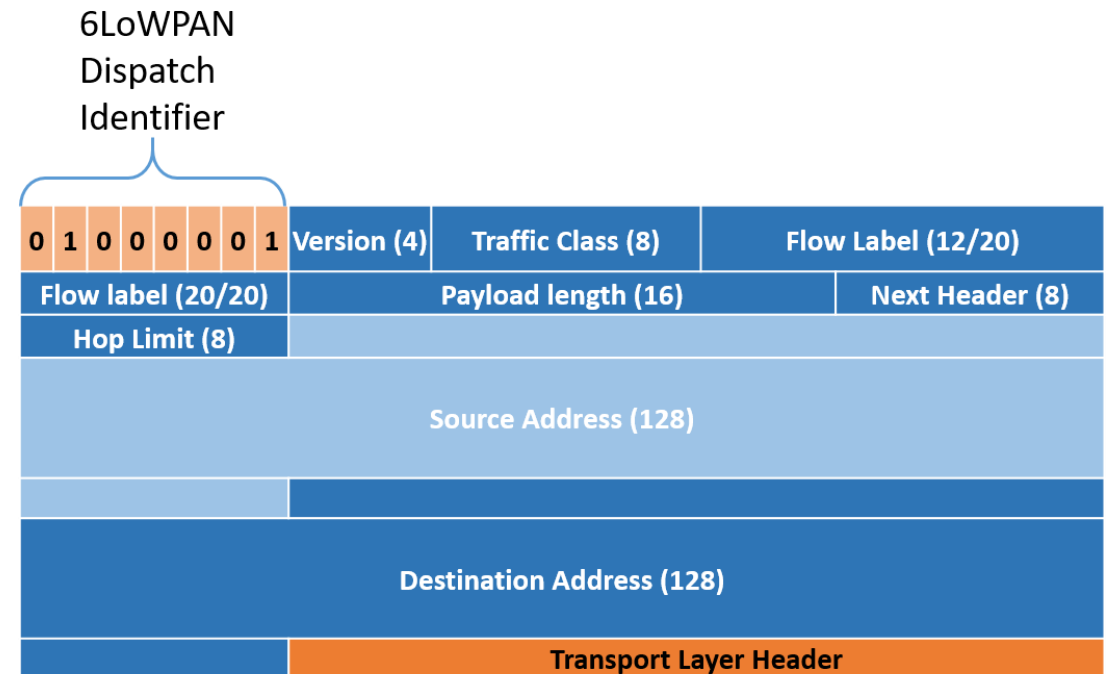 6LoWPAN
Dispatch
Identifier
0 1 0 0 0 0 0 1 Version (4) Traffic Class (8) Flow Label (12/20)
Flow label (20/20) Payload length (16) Next Header (8)
Hop Limit (8)
Source Address (128)
Destination Address (128)
Transport Layer Header